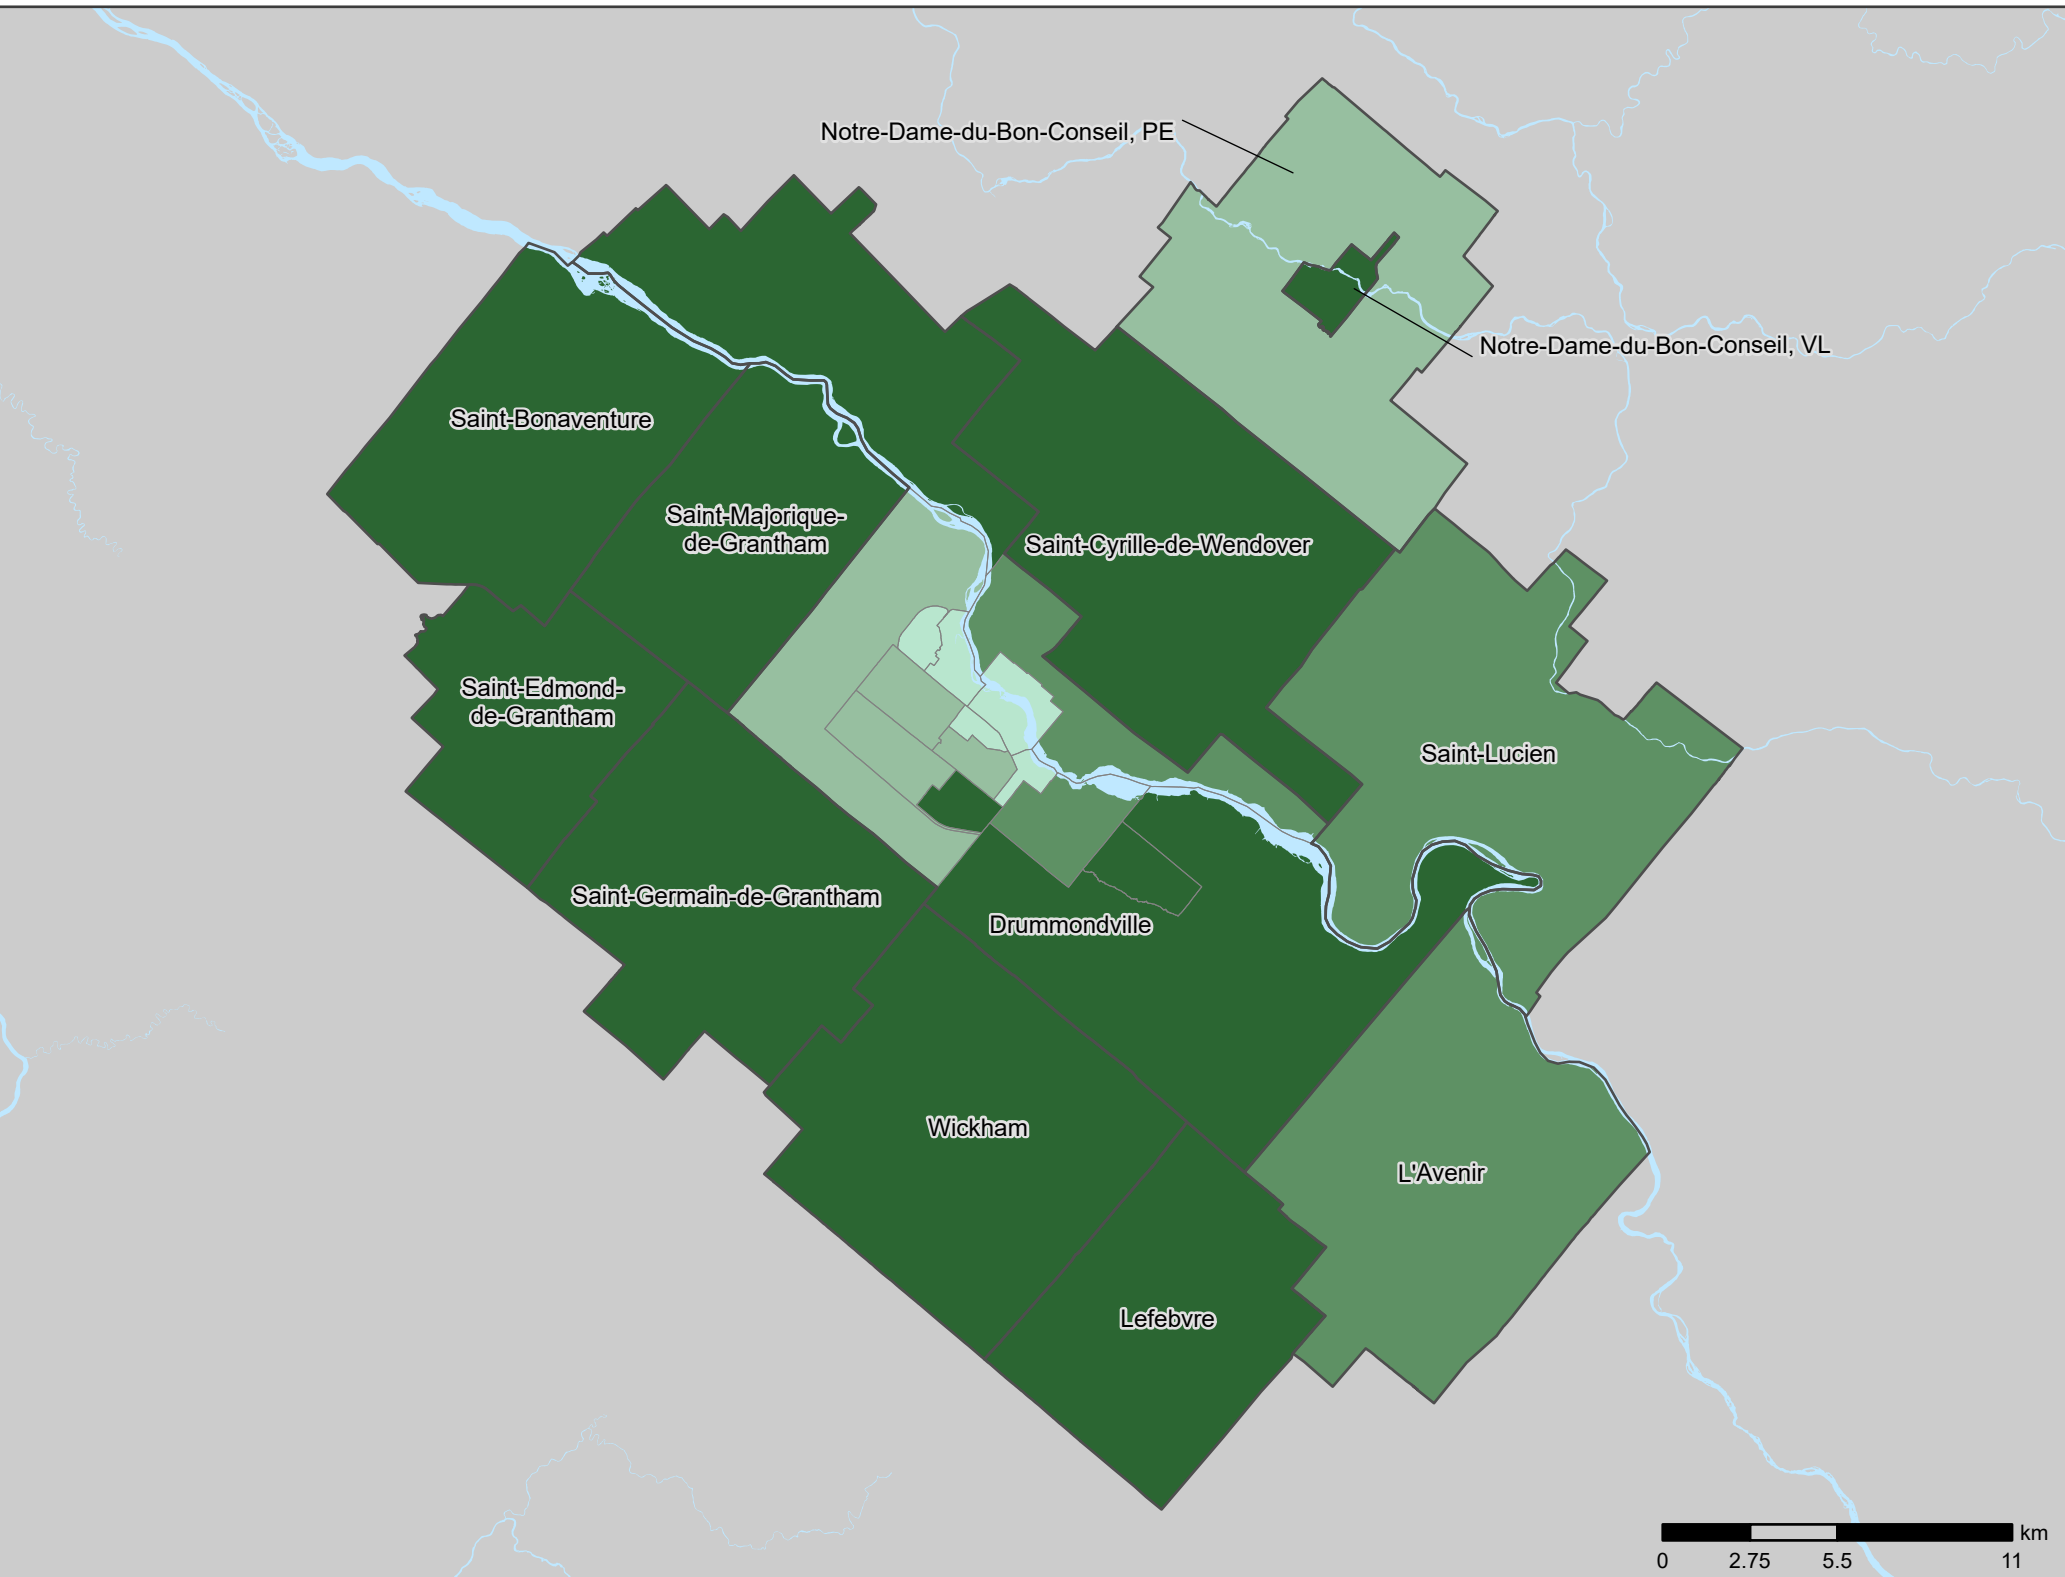 Notre-Dame-du-Bon-Conseil, PE
Notre-Dame-du-Bon-Conseil, VL
Saint-Bonaventure
Saint-Majorique-
de-Grantham
Saint-Cyrille-de-Wendover
Saint-Edmond-
de-Grantham
Saint-Lucien
Saint-Germain-de-Grantham
Drummondville
Wickham
L'Avenir
Lefebvre
km
0 2.75 5.5 11